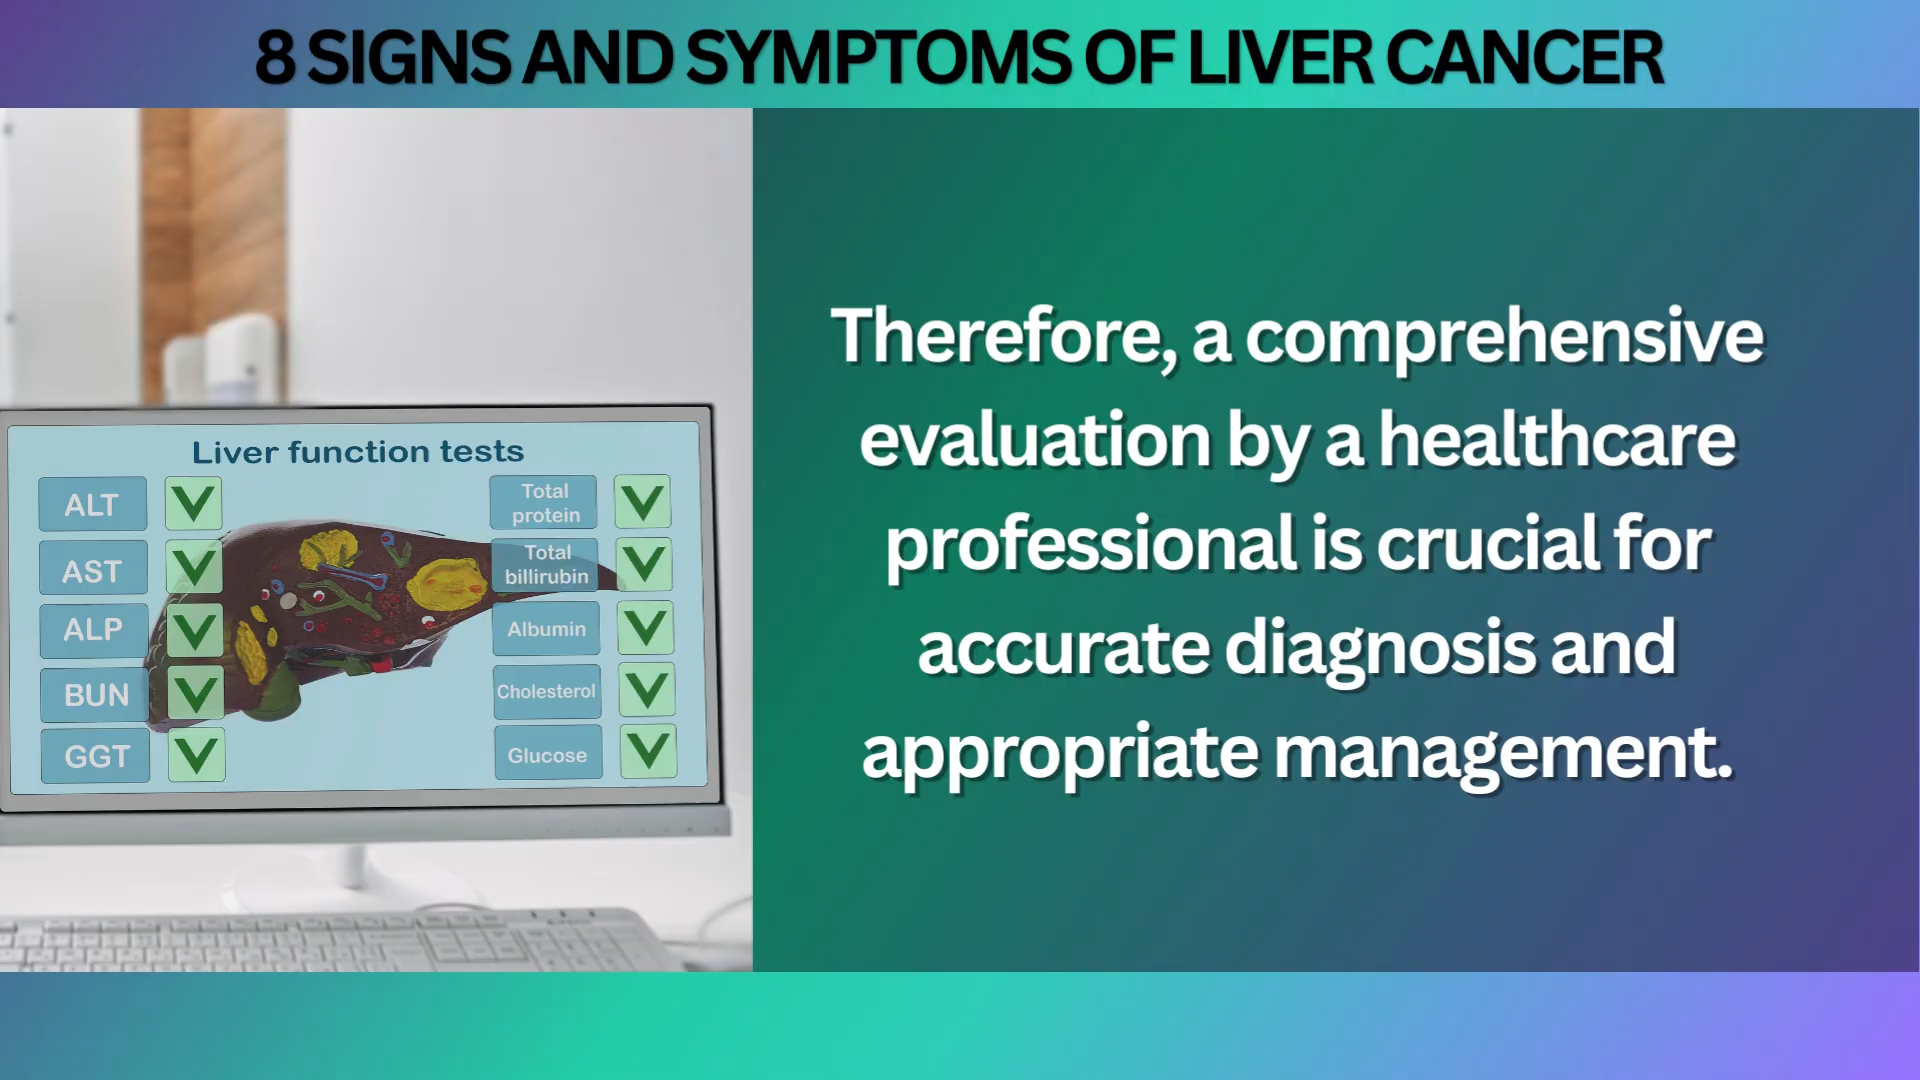 8 SIGNS AND SYMPTOMS OF LIVER CANCER
Liver function tests
ALT
AST
ALP
BUN
GGT
Total
protein
Total
billirubin
Albumin
Cholesterol
Glucose
Therefore, a comprehensive
evaluation by a healthcare
professional is crucial for
accurate diagnosis and
appropriate management.